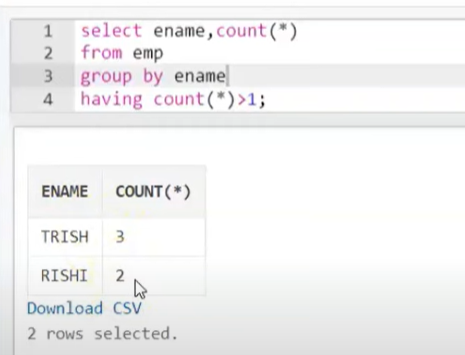 1 select ename,count(*)
2 from emp
3 group by ename
4 having count(*)>1;
ENAME COUNT(*)
TRISH 3
RISHI 2
Download CSV
2 rows selected.